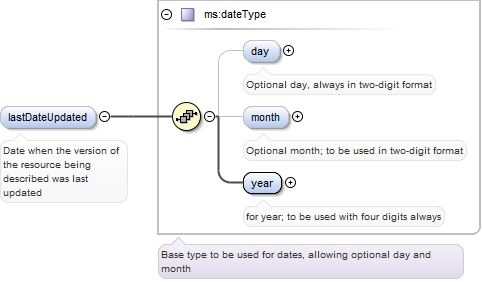 ms:dateType
day
Optional day, always in two-digit format
lastDateUpdated
month
Date when the version of
the resource being
described was last
updated
Optional month; to be used in two-digit format
year
for year; to be used with four digits always
Base type to be used for dates, allowing optional day and
month